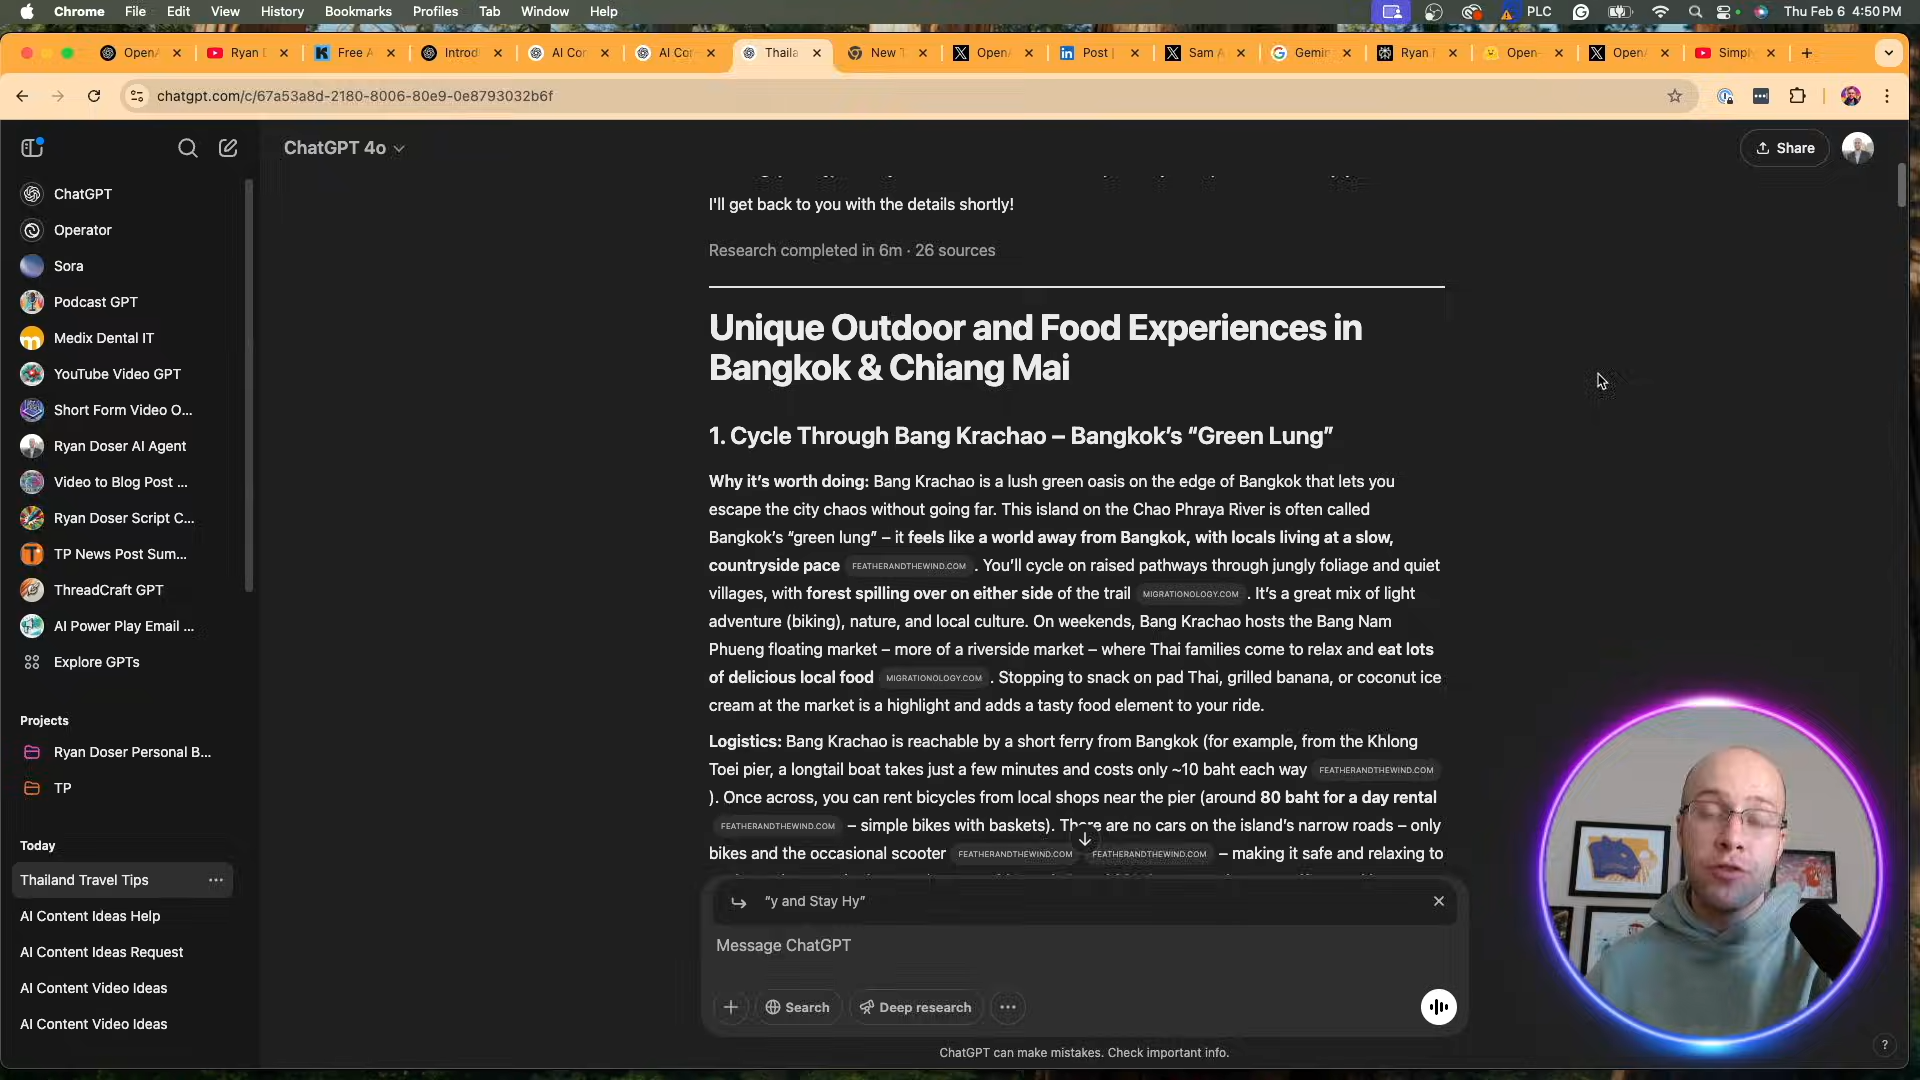 Chrome File Edit View History Bookmarks Profiles Tab Window Help PLC Thu Feb 6 4:50 PM
OpenA Ryan D Free A Introd AI Cor AI Cor Thaila New T OpenA Post | Sam A Gemin Ryan OpenA Simply
chatgpt.com/c/67a53a8d-2180-8006-80e9-0e8793032b6f
ChatGPT 4o
Share
ChatGPT
Operator
Sora
Podcast GPT
Medix Dental IT
YouTube Video GPT
Short Form Video O...
Ryan Doser AI Agent
Video to Blog Post ...
Ryan Doser Script C...
TP News Post Sum...
ThreadCraft GPT
AI Power Play Email ...
Explore GPTs
Projects
Ryan Doser Personal B...
TP
Today
Thailand Travel Tips
AI Content Ideas Help
AI Content Ideas Request
AI Content Video Ideas
AI Content Video Ideas
I'll get back to you with the details shortly!
Research completed in 6m · 26 sources
Unique Outdoor and Food Experiences in
Bangkok & Chiang Mai
1. Cycle Through Bang Krachao – Bangkok’s “Green Lung”
Why it’s worth doing: Bang Krachao is a lush green oasis on the edge of Bangkok that lets you
escape the city chaos without going far. This island on the Chao Phraya River is often called
Bangkok’s “green lung” – it feels like a world away from Bangkok, with locals living at a slow,
countryside pace FEATHERANDTHEWIND.COM . You’ll cycle on raised pathways through jungly foliage and quiet
villages, with forest spilling over on either side of the trail MIGRATIONOLOGY.COM . It’s a great mix of light
adventure (biking), nature, and local culture. On weekends, Bang Krachao hosts the Bang Nam
Phueng floating market – more of a riverside market – where Thai families come to relax and eat lots
of delicious local food MIGRATIONOLOGY.COM . Stopping to snack on pad Thai, grilled banana, or coconut ice
cream at the market is a highlight and adds a tasty food element to your ride.
Logistics: Bang Krachao is reachable by a short ferry from Bangkok (for example, from the Khlong
Toei pier, a longtail boat takes just a few minutes and costs only ~10 baht each way FEATHERANDTHEWIND.COM
). Once across, you can rent bicycles from local shops near the pier (around 80 baht for a day rental
FEATHERANDTHEWIND.COM – simple bikes with baskets). There are no cars on the island’s narrow roads – only
bikes and the occasional scooter FEATHERANDTHEWIND.COM FEATHERANDTHEWIND.COM – making it safe and relaxing to
“y and Stay Hy”
Message ChatGPT
Search Deep research
ChatGPT can make mistakes. Check important info.
?